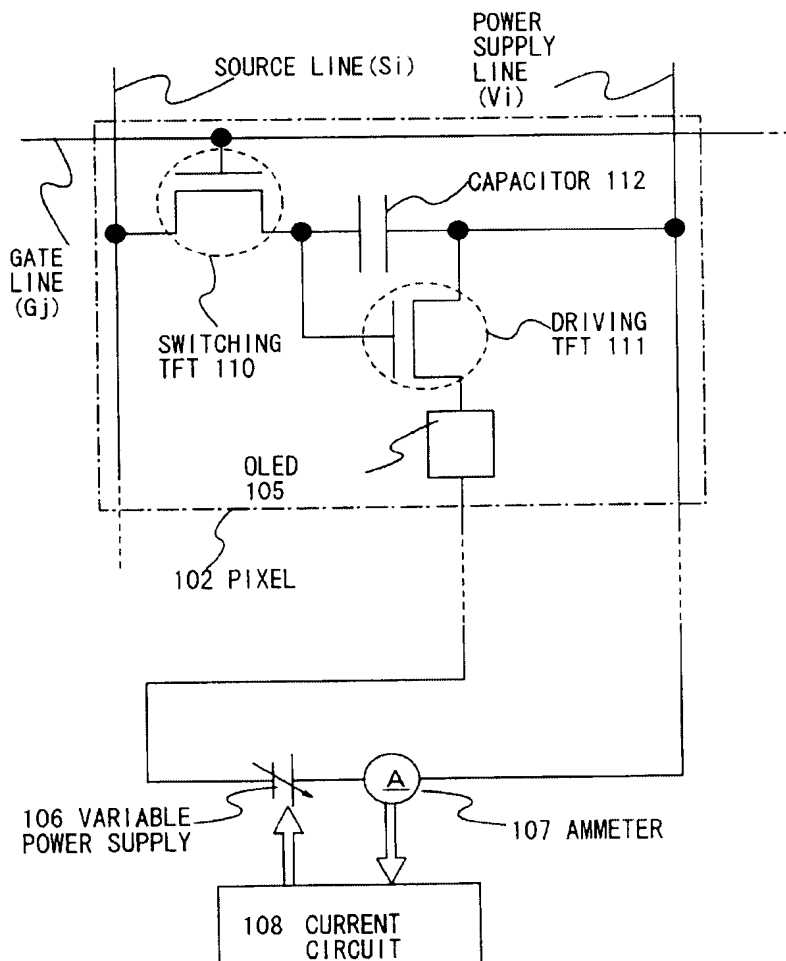 POWER
SUPPLY
LINE
(Vi)
SOURCE LINE(Si)
CAPACITOR 112
GATE
LINE
(Gj)
SWITCHING
TFT 110
DRIVING
TFT 111
OLED
105
102 PIXEL
A
106 VARIABLE
POWER SUPPLY
107 AMMETER
108 CURRENT
CIRCUIT